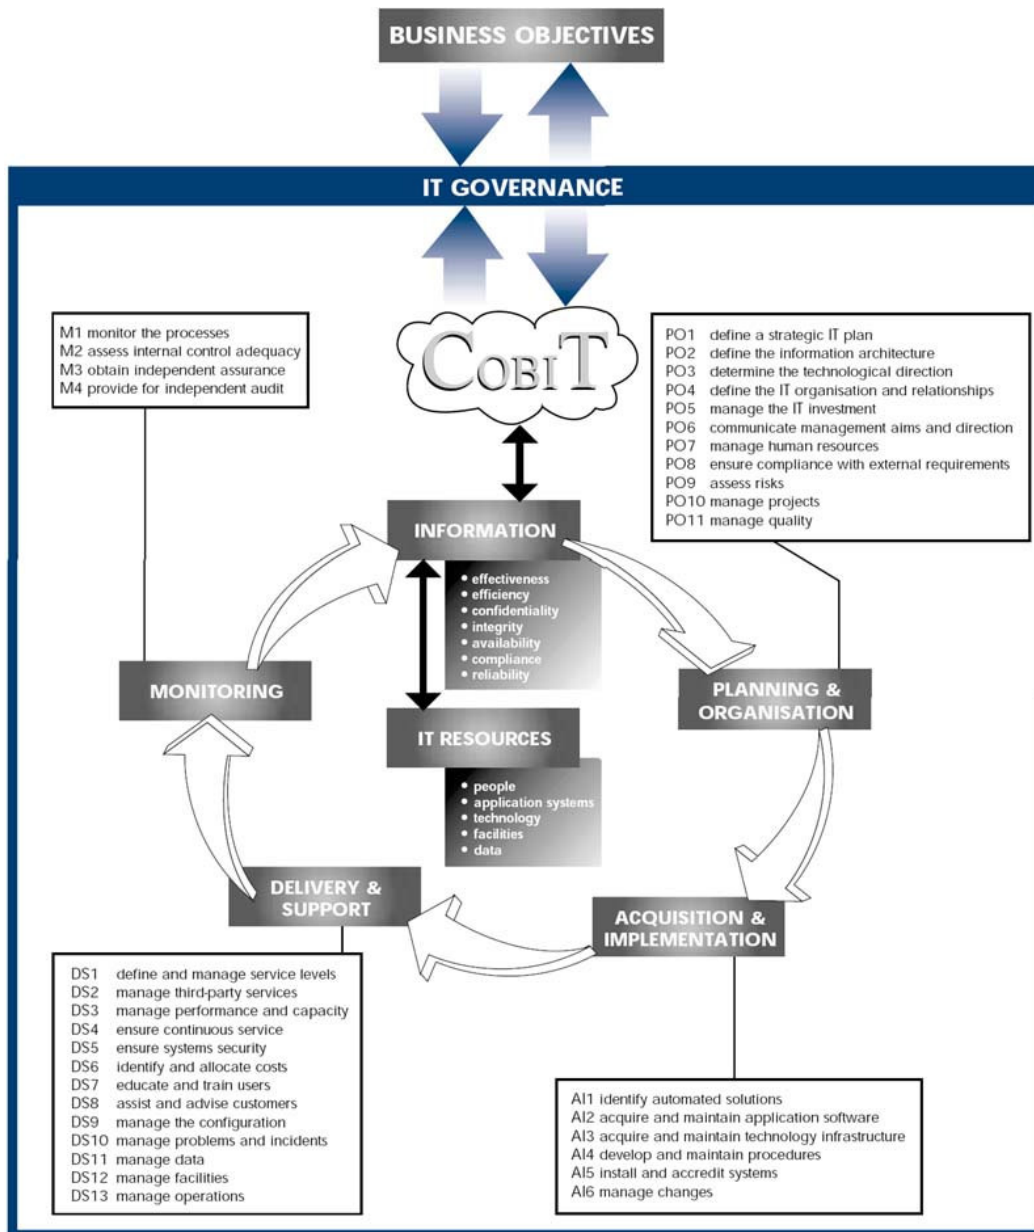 BUSINESS OBJECTIVES
IT GOVERNANCE
COBIT
M1 monitor the processes
M2 assess internal control adequacy
M3 obtain independent assurance
M4 provide for independent audit
PO1 define a strategic IT plan
PO2 define the information architecture
PO3 determine the technological direction
PO4 define the IT organisation and relationships
PO5 manage the IT investment
PO6 communicate management aims and direction
PO7 manage human resources
PO8 ensure compliance with external requirements
PO9 assess risks
PO10 manage projects
PO11 manage quality
INFORMATION
• effectiveness
• efficiency
• confidentiality
• integrity
• availability
• compliance
• reliability
MONITORING
PLANNING &
ORGANISATION
IT RESOURCES
• people
• application systems
• technology
• facilities
• data
DELIVERY &
SUPPORT
ACQUISITION &
IMPLEMENTATION
DS1 define and manage service levels
DS2 manage third-party services
DS3 manage performance and capacity
DS4 ensure continuous service
DS5 ensure systems security
DS6 identify and allocate costs
DS7 educate and train users
DS8 assist and advise customers
DS9 manage the configuration
DS10 manage problems and incidents
DS11 manage data
DS12 manage facilities
DS13 manage operations
AI1 identify automated solutions
AI2 acquire and maintain application software
AI3 acquire and maintain technology infrastructure
AI4 develop and maintain procedures
AI5 install and accredit systems
AI6 manage changes